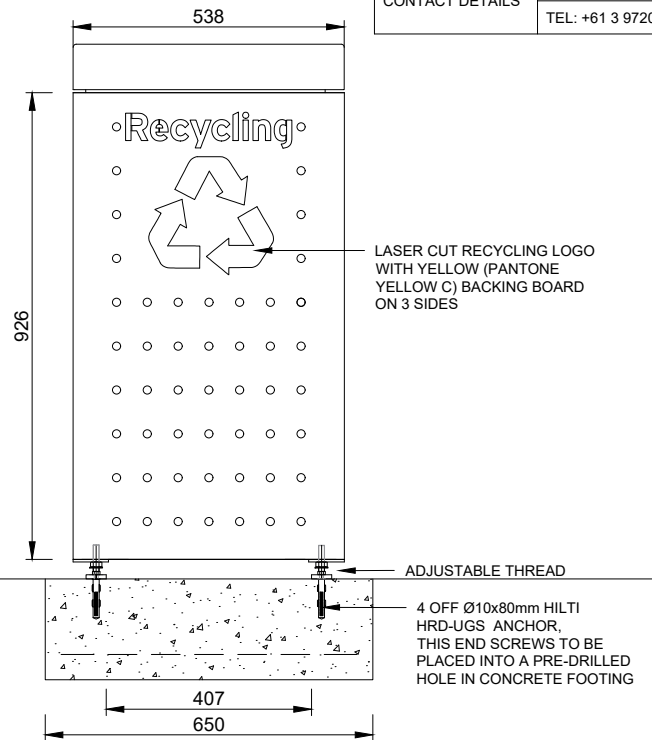 538
CONTACT DETAILS
TEL: +61 3 9720
Recycling
926
LASER CUT RECYCLING LOGO
WITH YELLOW (PANTONE
YELLOW C) BACKING BOARD
ON 3 SIDES
ADJUSTABLE THREAD
4 OFF Ø10x80mm HILTI
HRD-UGS ANCHOR,
THIS END SCREWS TO BE
PLACED INTO A PRE-DRILLED
HOLE IN CONCRETE FOOTING
407
650